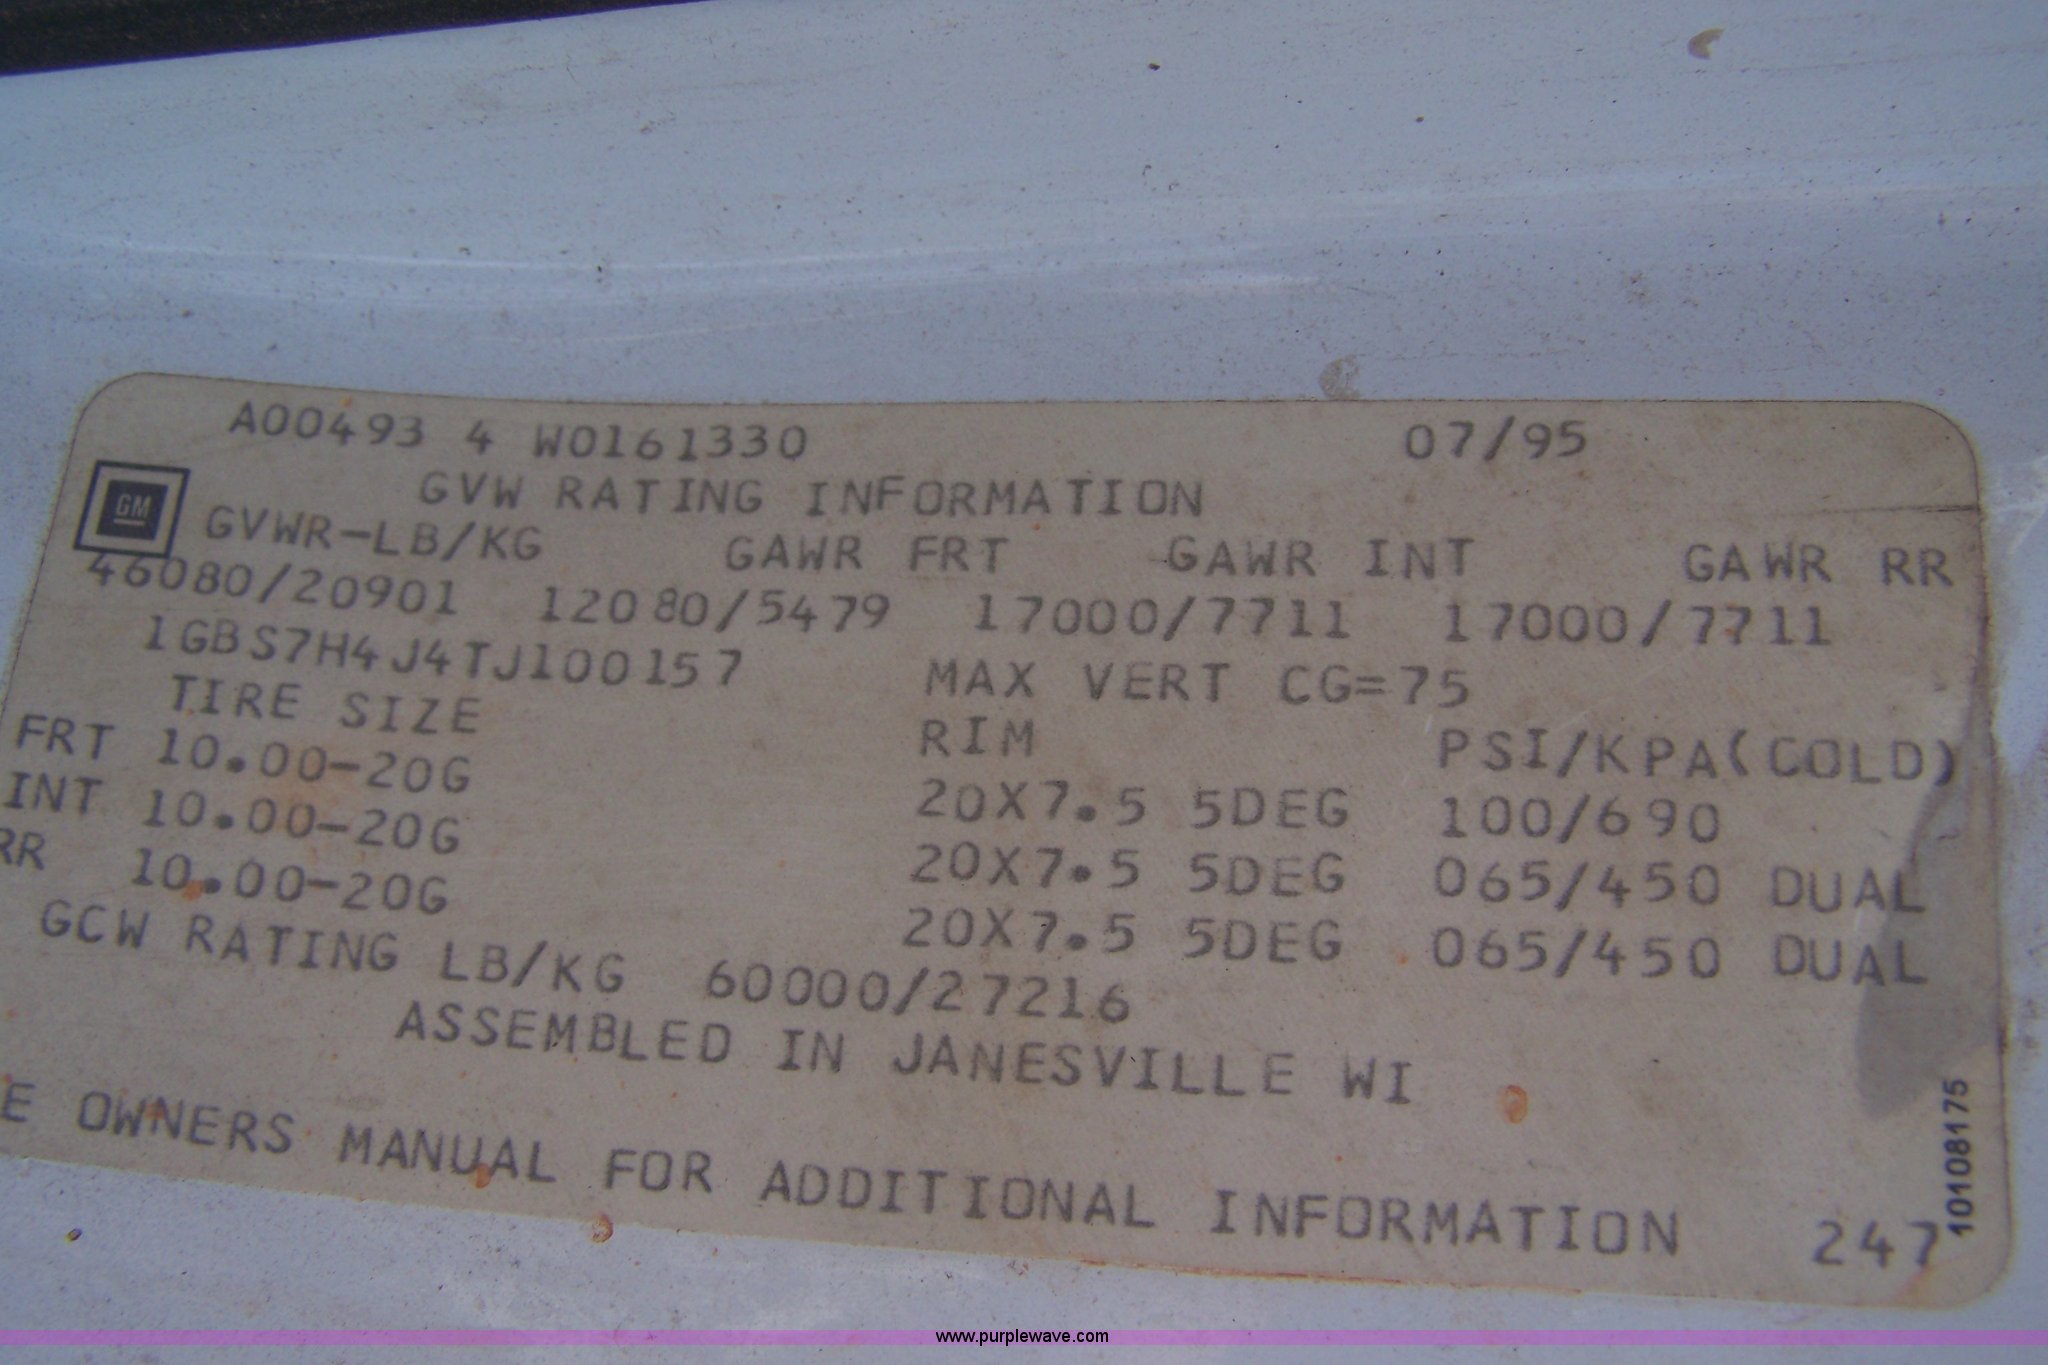 A00493 4 W0161330 07/95
GVW RATING INFORMATION
GM
GVWR-LB/KG GAWR FRT GAWR INT GAWR RR
46080/20901 12080/5479 17000/7711 17000/7711
1GBS7H4J4TJ100157 MAX VERT CG=75
TIRE SIZE RIM PSI/KPA(COLD)
FRT 10.00-20G 20X7.5 5DEG 100/690
INT 10.00-20G 20X7.5 5DEG 065/450 DUAL
RR 10.00-20G 20X7.5 5DEG 065/450 DUAL
GCW RATING LB/KG 60000/27216
ASSEMBLED IN JANESVILLE WI
E OWNERS MANUAL FOR ADDITIONAL INFORMATION 247
10108175
www.purplewave.com